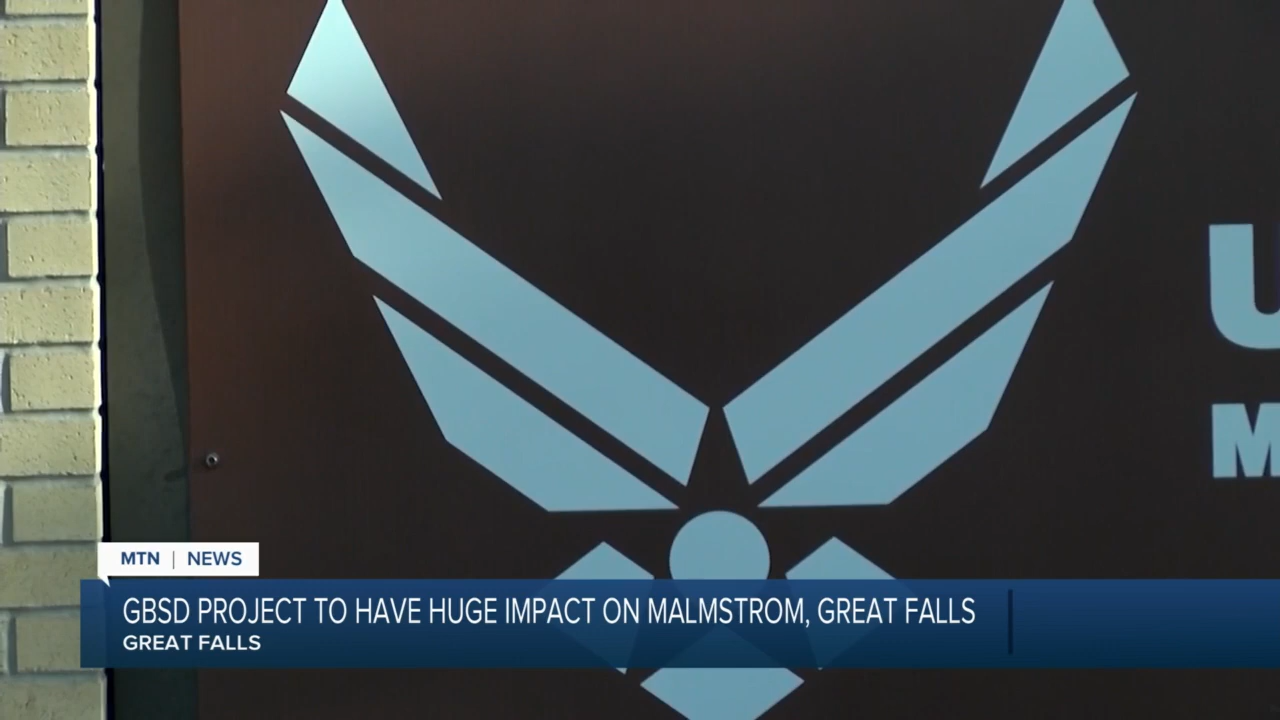 U
M
MTN | NEWS
GBSD PROJECT TO HAVE HUGE IMPACT ON MALMSTROM, GREAT FALLS
GREAT FALLS